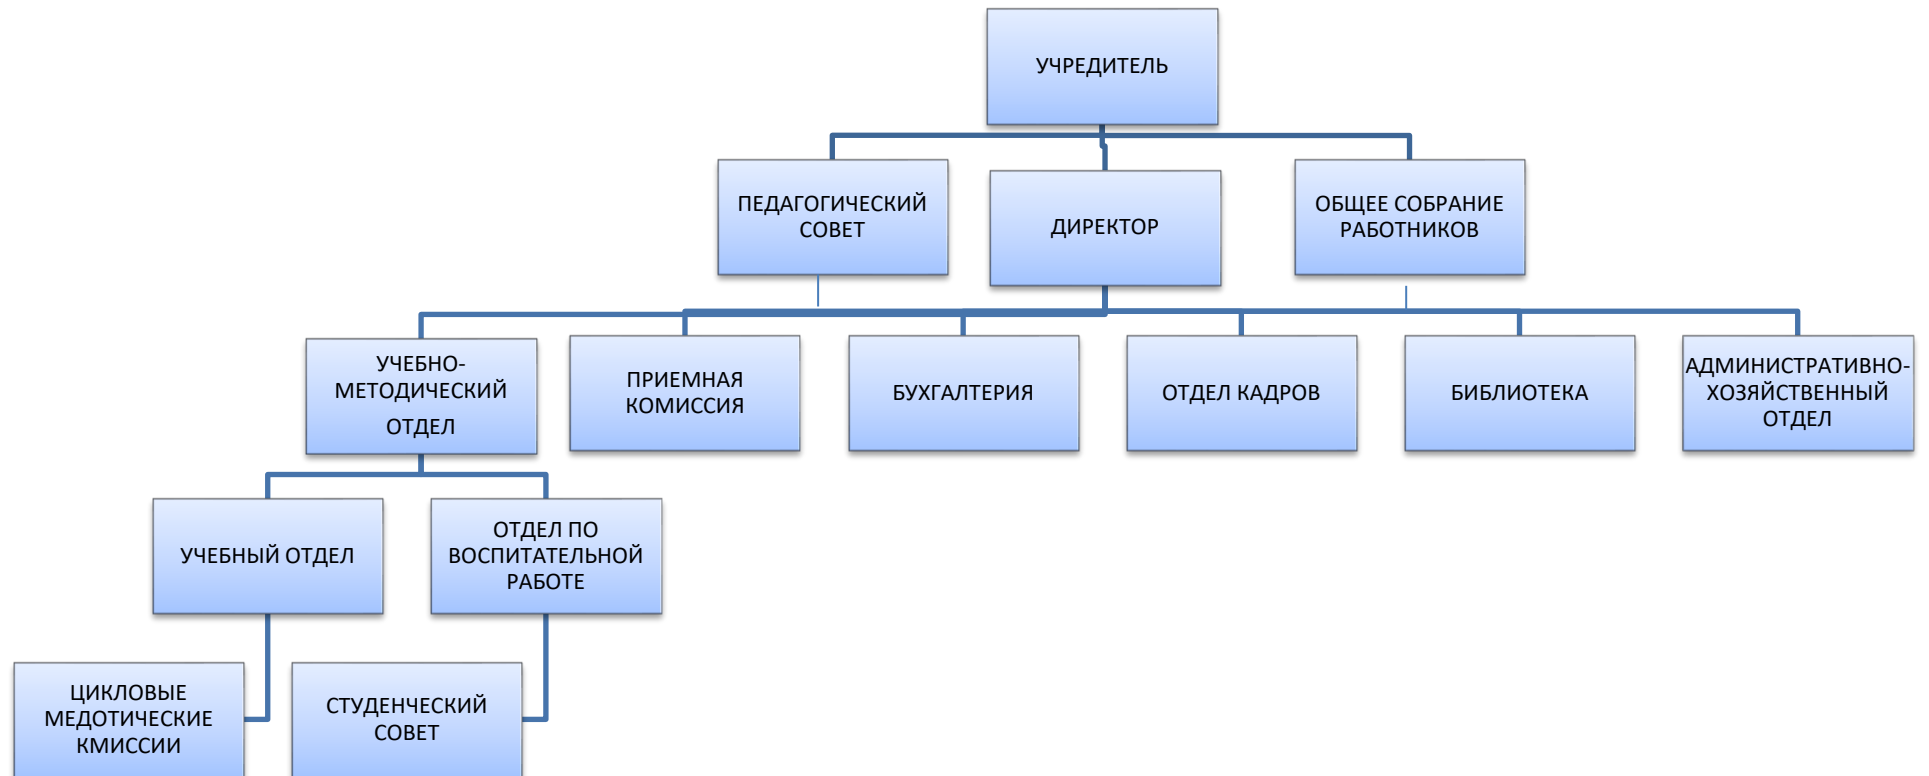 УЧРЕДИТЕЛЬ
ПЕДАГОГИЧЕСКИЙ
СОВЕТ
ДИРЕКТОР
ОБЩЕЕ СОБРАНИЕ
РАБОТНИКОВ
УЧЕБНО-
МЕТОДИЧЕСКИЙ
ОТДЕЛ
ПРИЕМНАЯ
КОМИССИЯ
БУХГАЛТЕРИЯ
ОТДЕЛ КАДРОВ
БИБЛИОТЕКА
АДМИНИСТРАТИВНО-
ХОЗЯЙСТВЕННЫЙ
ОТДЕЛ
УЧЕБНЫЙ ОТДЕЛ
ОТДЕЛ ПО
ВОСПИТАТЕЛЬНОЙ
РАБОТЕ
ЦИКЛОВЫЕ
МЕДОТИЧЕСКИЕ
КМИССИИ
СТУДЕНЧЕСКИЙ
СОВЕТ